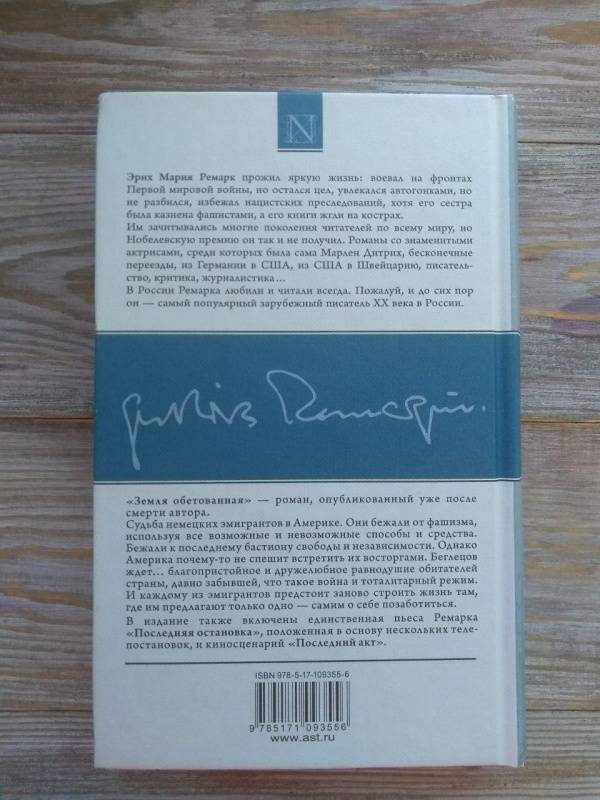 N
Эрих Мария Ремарк прожил яркую жизнь: воевал на фронтах
Первой мировой войны, но остался цел, увлекался автогонками, но
не разбился, избежал нацистских преследований, хотя его сестра
была казнена фашистами, а его книги жгли на кострах.
Им зачитывались многие поколения читателей по всему миру, но
Нобелевскую премию он так и не получил. Романы со знаменитыми
актрисами, среди которых была сама Марлен Дитрих, бесконечные
переезды, из Германии в США, из США в Швейцарию, писатель-
ство, критика, журналистика...
В России Ремарка любили и читали всегда. Пожалуй, и до сих пор
он — самый популярный зарубежный писатель XX века в России.
«Земля обетованная» — роман, опубликованный уже после
смерти автора.
Судьба немецких эмигрантов в Америке. Они бежали от фашизма,
используя все возможные и невозможные способы и средства.
Бежали к последнему бастиону свободы и независимости. Однако
Америка почему-то не спешит встретить их восторгами. Беглецов
ждет... благопристойное и дружелюбное равнодушие обитателей
страны, давно забывшей, что такое война и тоталитарный режим.
И каждому из эмигрантов предстоит заново строить жизнь там,
где им предлагают только одно — самим о себе позаботиться.
В издание также включены единственная пьеса Ремарка
«Последняя остановка», положенная в основу нескольких теле-
постановок, и киносценарий «Последний акт».
ISBN 978-5-17-109355-6
9 785171 093556
www.ast.ru